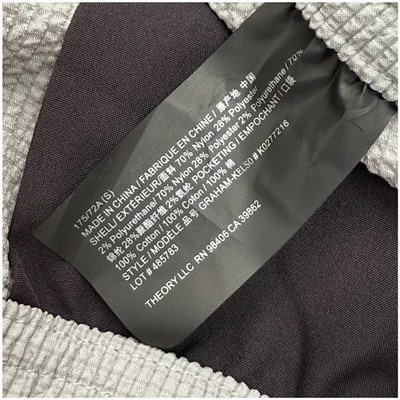 175/72A (S)
MADE IN CHINA / FABRIQUE EN CHINE / 原产地 中国
SHELL / EXTÉRIEUR / 面料 70% Nylon 28% Polyester
2% Polyurethane / 70% Nylon 28% Polyester 2% Polyurethane / 70%
锦纶 28% 聚酯纤维 2% 氨纶 POCKETING / EMPOCHANT / 口袋
100% Cotton / 100% Coton / 100% 棉
STYLE / MODELE 品号 GRAHAM-KELSO # K0277216
LOT # 485783
THEORY LLC RN 98406 CA 39862